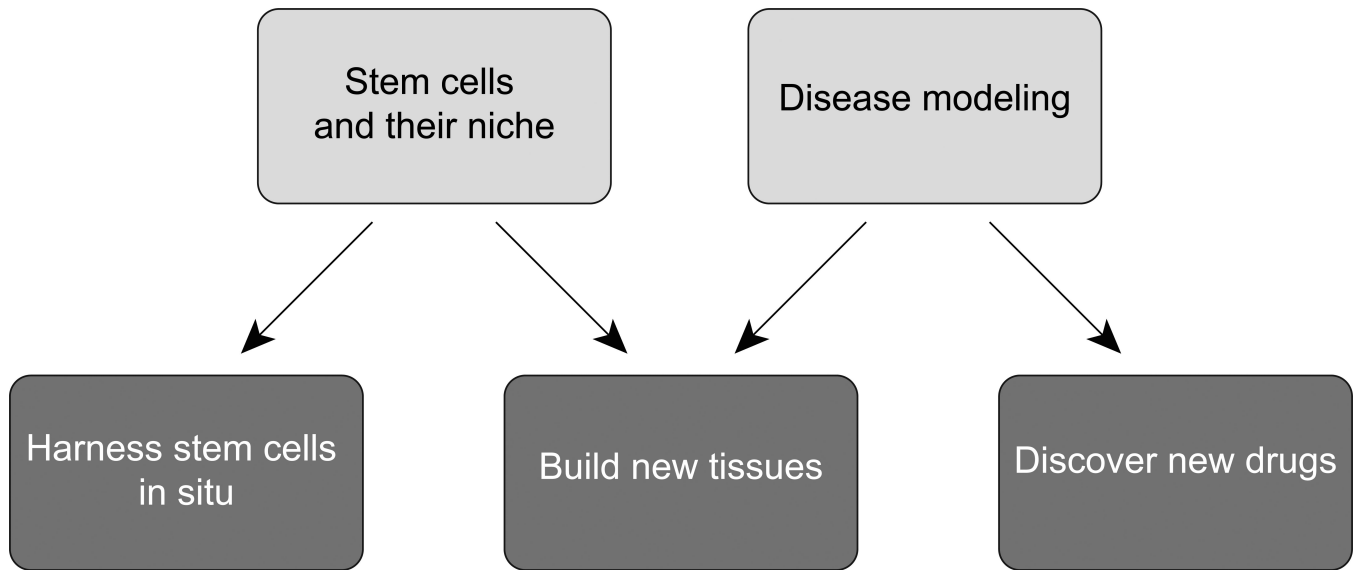 Stem cells
and their niche
Disease modeling
Harness stem cells
in situ
Build new tissues
Discover new drugs